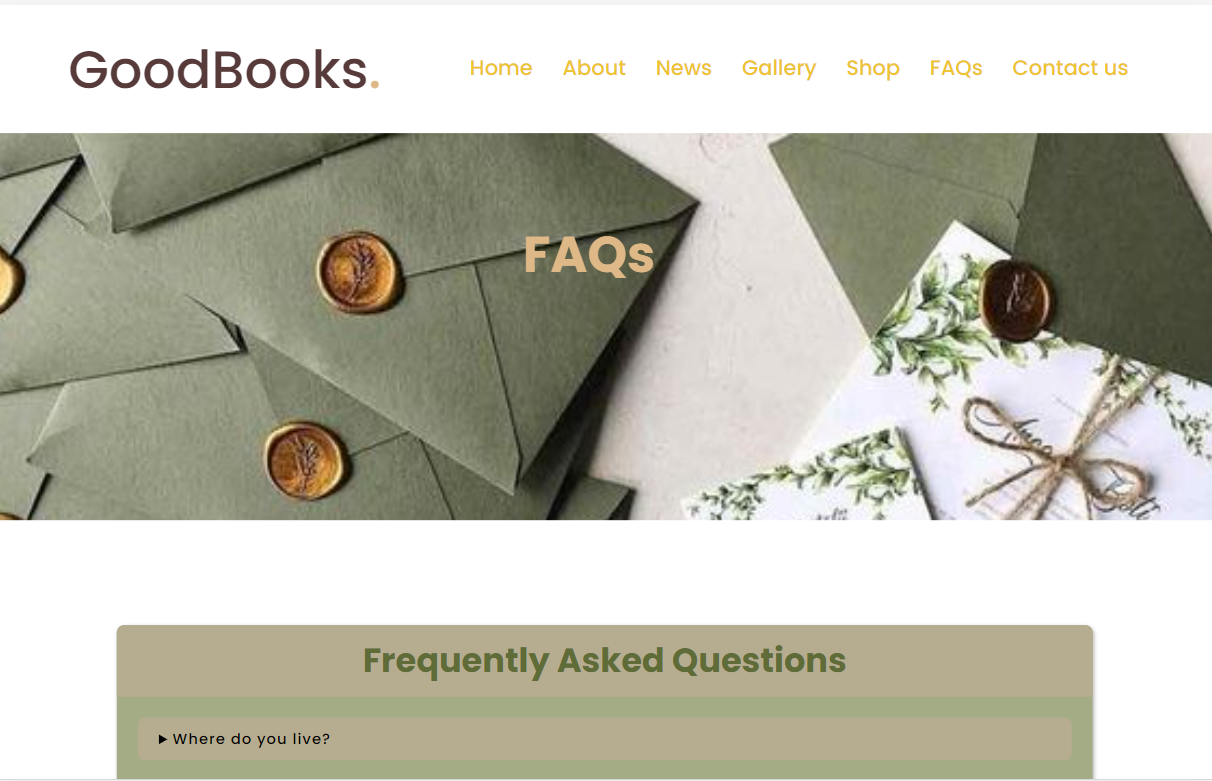 GoodBooks.
Home About News Gallery Shop FAQs Contact us
FAQs
Frequently Asked Questions
▶ Where do you live?